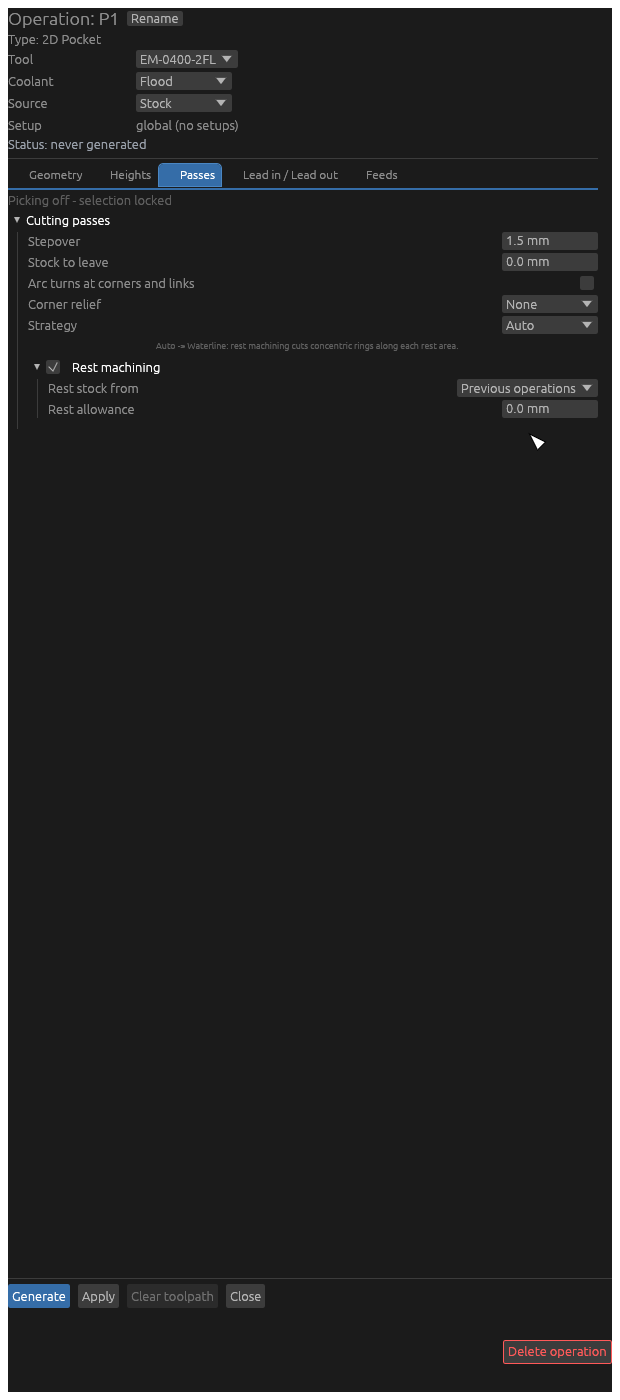 Operation: P1 Rename
Type: 2D Pocket
Tool EM-0400-2FL
Coolant Flood
Source Stock
Setup global (no setups)
Status: never generated
Geometry Heights Passes Lead in / Lead out Feeds
Picking off - selection locked
Cutting passes
Stepover 1.5 mm
Stock to leave 0.0 mm
Arc turns at corners and links
Corner relief None
Strategy Auto
Auto -> Waterline: rest machining cuts concentric rings along each rest area.
Rest machining
Rest stock from Previous operations
Rest allowance 0.0 mm
Generate Apply Clear toolpath Close
Delete operation